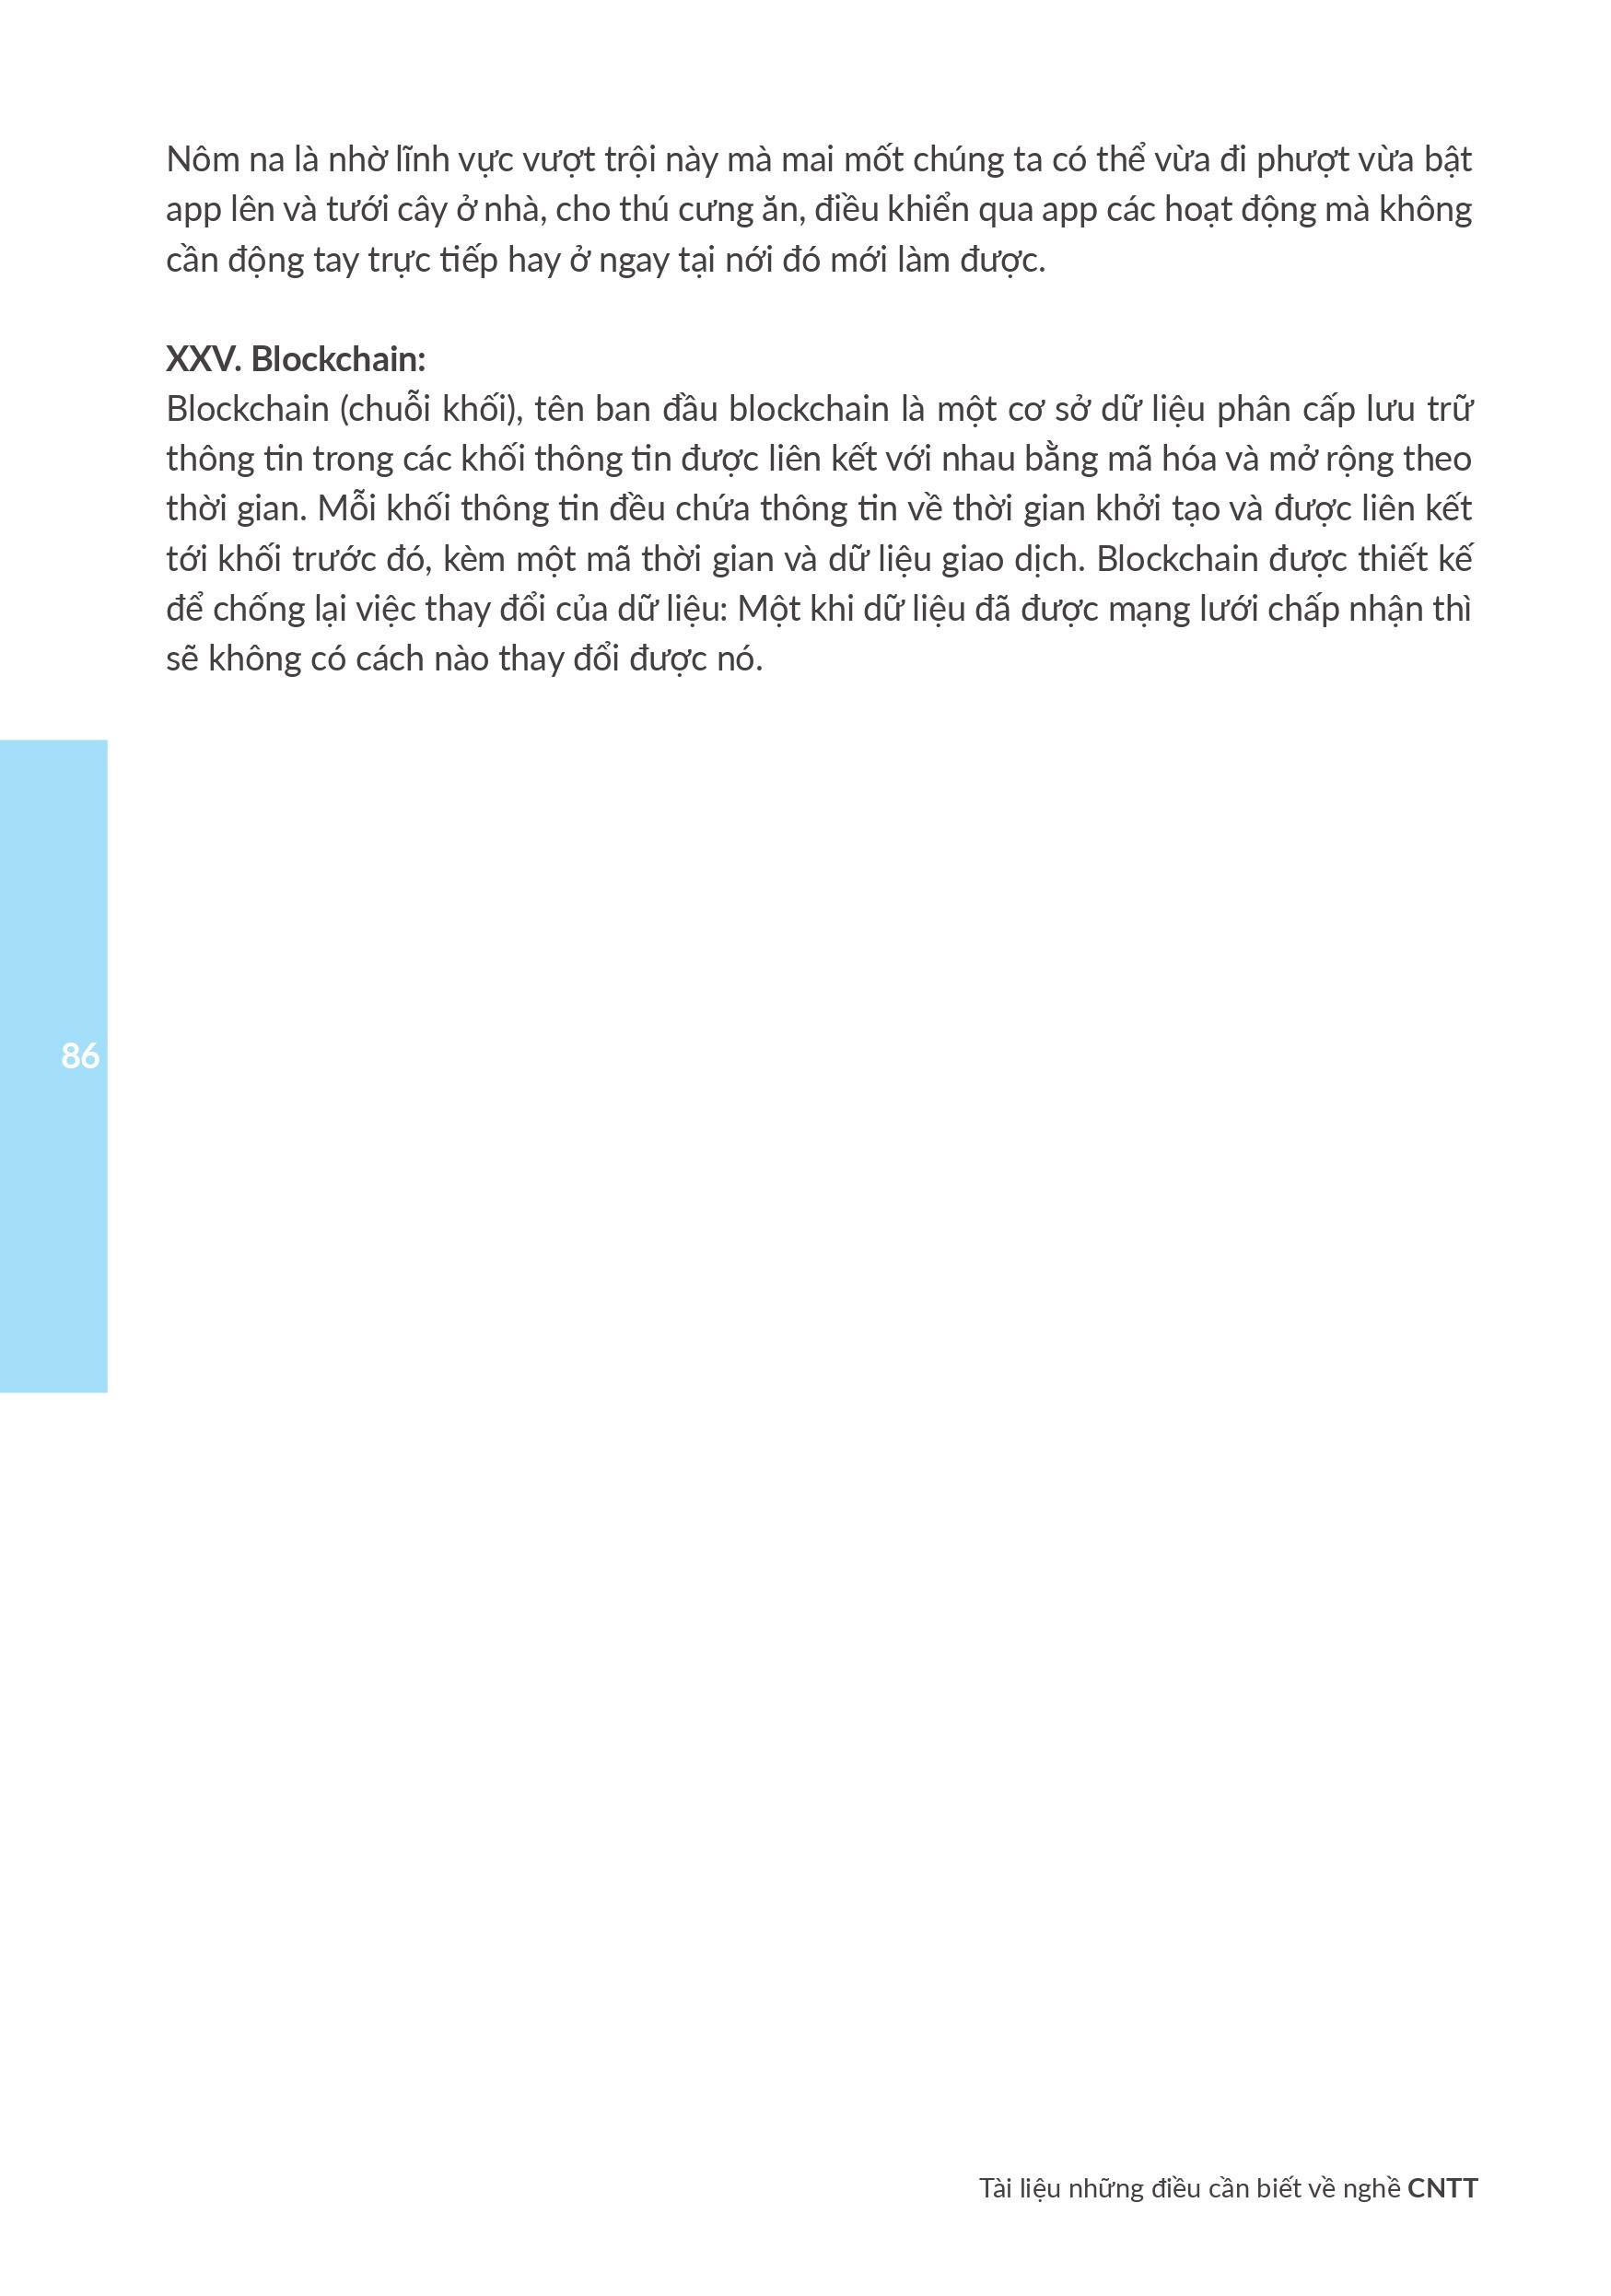 Nôm na là nhờ lĩnh vực vượt trội này mà mai mốt chúng ta có thể vừa đi phượt vừa bật
app lên và tưới cây ở nhà, cho thú cưng ăn, điều khiển qua app các hoạt động mà không
cần động tay trực tiếp hay ở ngay tại nới đó mới làm được.
XXV. Blockchain:
Blockchain (chuỗi khối), tên ban đầu blockchain là một cơ sở dữ liệu phân cấp lưu trữ
thông tin trong các khối thông tin được liên kết với nhau bằng mã hóa và mở rộng theo
thời gian. Mỗi khối thông tin đều chứa thông tin về thời gian khởi tạo và được liên kết
tới khối trước đó, kèm một mã thời gian và dữ liệu giao dịch. Blockchain được thiết kế
để chống lại việc thay đổi của dữ liệu: Một khi dữ liệu đã được mạng lưới chấp nhận thì
sẽ không có cách nào thay đổi được nó.
86
Tài liệu những điều cần biết về nghề CNTT